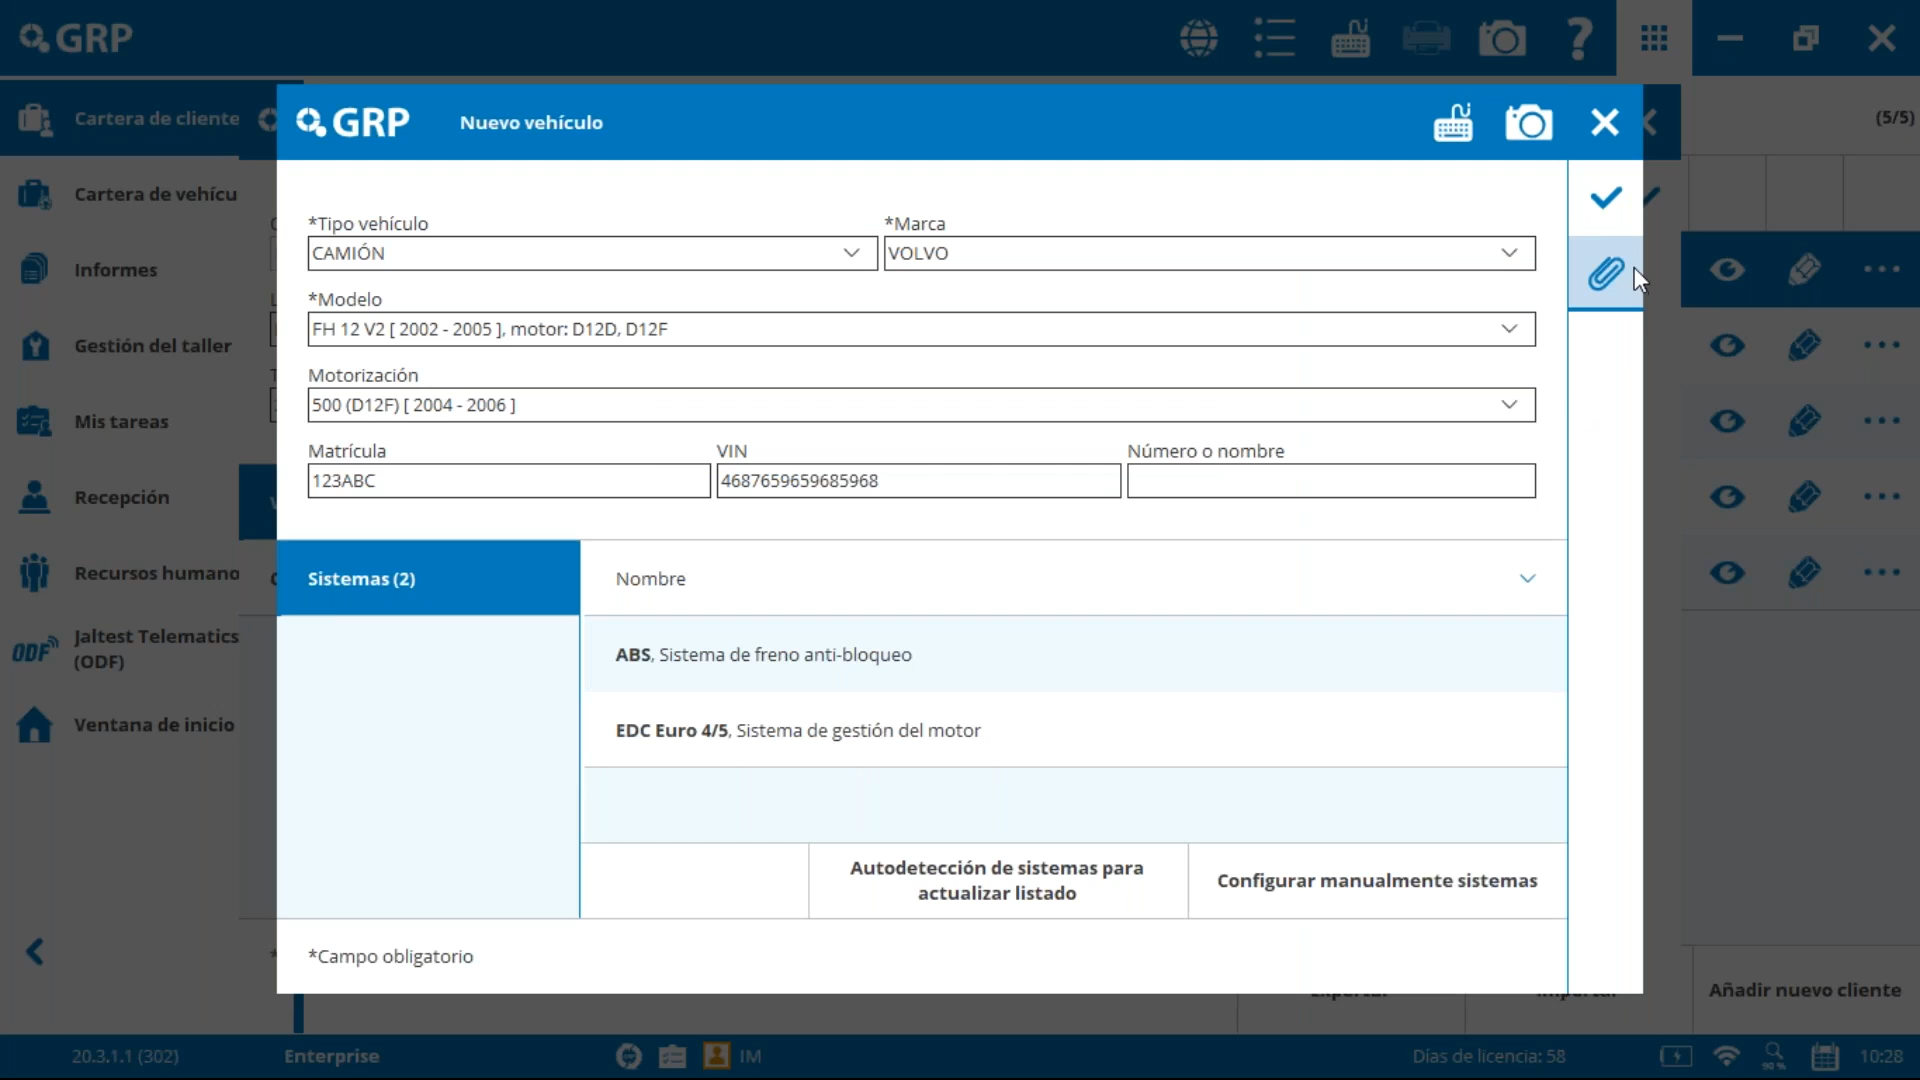 GRP
Cartera de cliente
(5/5)
GRP
Nuevo vehículo
Cartera de vehícu
Informes
Gestión del taller
Mis tareas
Recepción
Recursos humano
Jaltest Telematics
(ODF)
ODF
Ventana de inicio
*Tipo vehículo
*Marca
CAMIÓN
VOLVO
*Modelo
FH 12 V2 [ 2002 - 2005 ], motor: D12D, D12F
Motorización
500 (D12F) [ 2004 - 2006 ]
Matrícula
VIN
Número o nombre
123ABC
4687659659685968
Sistemas (2)
Nombre
ABS, Sistema de freno anti-bloqueo
EDC Euro 4/5, Sistema de gestión del motor
Autodetección de sistemas para
actualizar listado
Configurar manualmente sistemas
*Campo obligatorio
Añadir nuevo cliente
20.3.1.1 (302)
Enterprise
IM
Días de licencia: 58
90 %
10:28